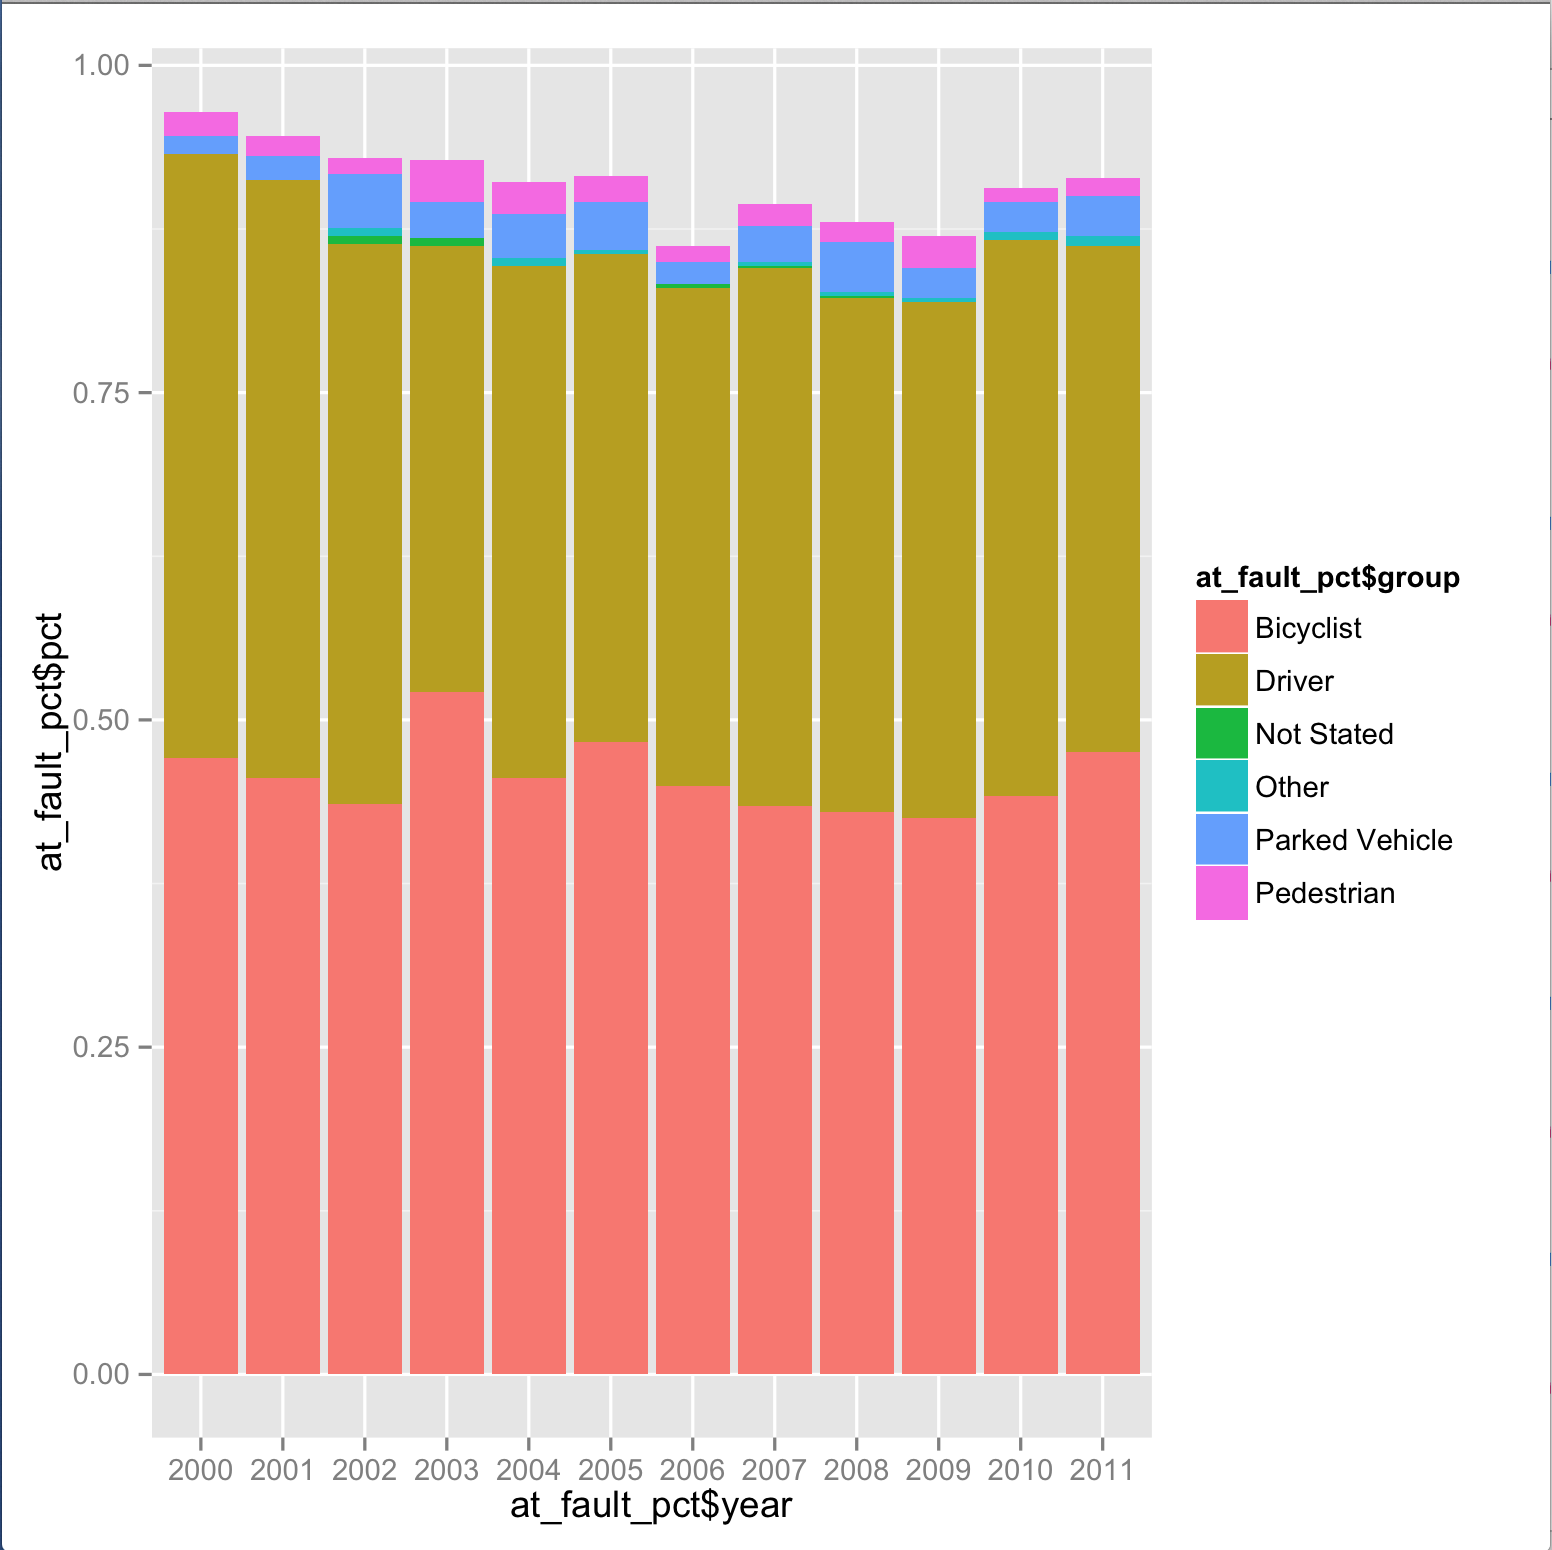 1.00
0.75
0.50
0.25
0.00
at_fault_pct$pct
2000 2001 2002 2003 2004 2005 2006 2007 2008 2009 2010 2011
at_fault_pct$year
at_fault_pct$group
Bicyclist
Driver
Not Stated
Other
Parked Vehicle
Pedestrian